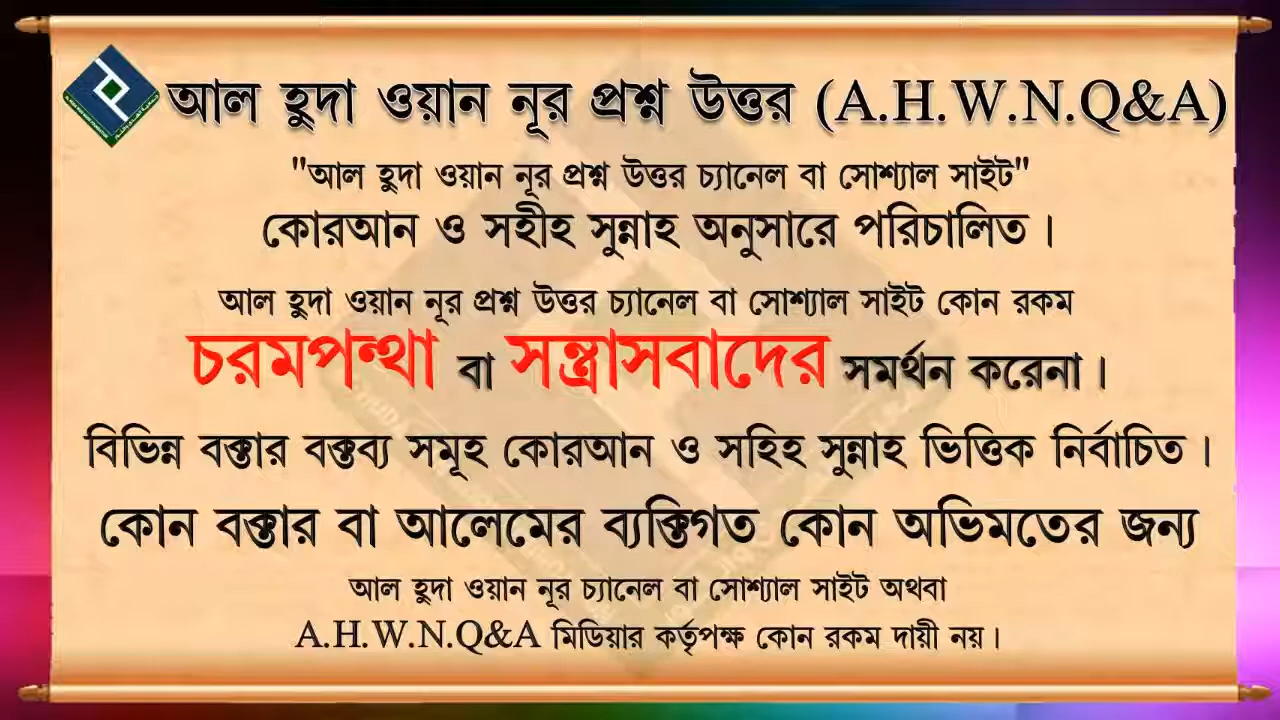 আল হুদা ওয়ান নূর প্রশ্ন উত্তর (A.H.W.N.Q&A)
"আল হুদা ওয়ান নূর প্রশ্ন উত্তর চ্যানেল বা সোশ্যাল সাইট"
কোরআন ও সহীহ সুন্নাহ অনুসারে পরিচালিত ।
আল হুদা ওয়ান নূর প্রশ্ন উত্তর চ্যানেল বা সোশ্যাল সাইট কোন রকম
চরমপন্থা বা সন্ত্রাসবাদের সমর্থন করেনা ।
বিভিন্ন বক্তার বক্তব্য সমূহ কোরআন ও সহিহ সুন্নাহ ভিত্তিক নির্বাচিত ।
কোন বক্তার বা আলেমের ব্যক্তিগত কোন অভিমতের জন্য
আল হুদা ওয়ান নূর চ্যানেল বা সোশ্যাল সাইট অথবা
A.H.W.N.Q&A মিডিয়ার কর্তৃপক্ষ কোন রকম দায়ী নয় ।